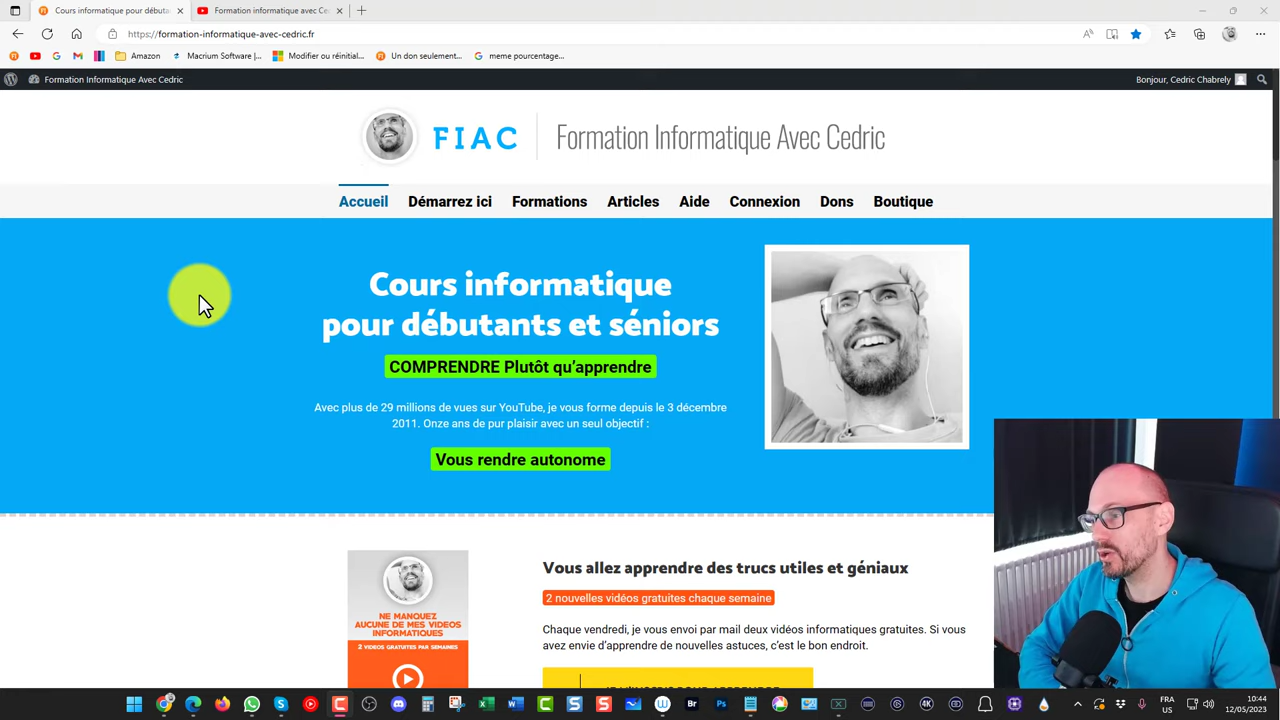 Cours informatique pour débuta
Formation informatique avec Ce
https://formation-informatique-avec-cedric.fr
Amazon
Macrium Software |...
Modifier ou réinitial...
Un don seulement...
meme pourcentage...
Formation Informatique Avec Cedric
Bonjour, Cedric Chabrely
FIAC
Formation Informatique Avec Cedric
Accueil Démarrez ici Formations Articles Aide Connexion Dons Boutique
Cours informatique
pour débutants et séniors
COMPRENDRE Plutôt qu'apprendre
Avec plus de 29 millions de vues sur YouTube, je vous forme depuis le 3 décembre
2011. Onze ans de pur plaisir avec un seul objectif :
Vous rendre autonome
NE MANQUEZ
AUCUNE DE MES VIDEOS
INFORMATIQUES
2 VIDEOS GRATUITES PAR SEMAINES
Vous allez apprendre des trucs utiles et géniaux
2 nouvelles vidéos gratuites chaque semaine
Chaque vendredi, je vous envoi par mail deux vidéos informatiques gratuites. Si vous
avez envie d'apprendre de nouvelles astuces, c'est le bon endroit.
FRA
US
10:44
12/05/2023